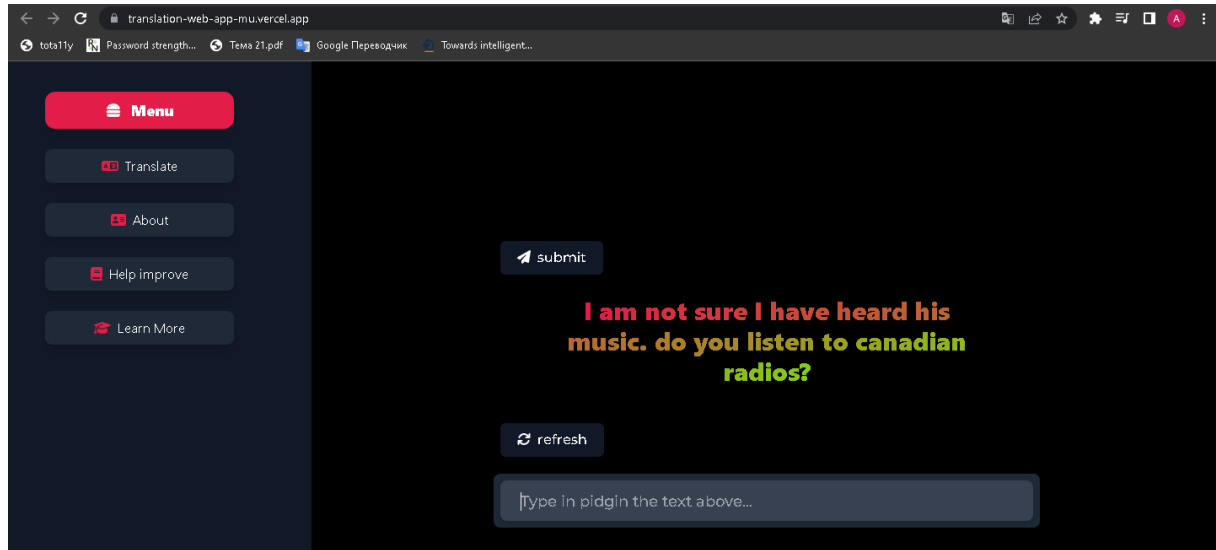 translation-web-app-mu.vercel.app
tota11y Password strength... Тема 21.pdf Google Переводчик Towards intelligent...
A
Menu
Translate
About
Help improve
Learn More
submit
I am not sure I have heard his
music. do you listen to canadian
radios?
refresh
Type in pidgin the text above...